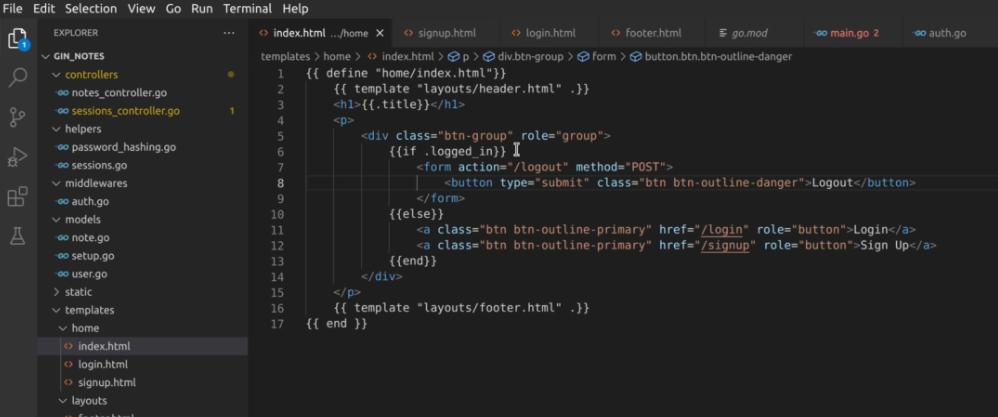 File Edit Selection View Go Run Terminal Help
EXPLORER ...
index.html .../home ×
signup.html
login.html
footer.html
go.mod
main.go 2
auth.go
templates > home > index.html > p > div.btn-group > form > button.btn.btn-outline-danger
1
GIN_NOTES
controllers
notes_controller.go
sessions_controller.go 1
helpers
password_hashing.go
sessions.go
middlewares
auth.go
models
note.go
setup.go
user.go
static
templates
home
index.html
login.html
signup.html
layouts
1 {{ define "home/index.html"}}
2 {{ template "layouts/header.html" .}}
3 <h1>{{.title}}</h1>
4 <p>
5 <div class="btn-group" role="group">
6 {{if .logged_in}}
7 <form action="/logout" method="POST">
8 <button type="submit" class="btn btn-outline-danger">Logout</button>
9 </form>
10 {{else}}
11 <a class="btn btn-outline-primary" href="/login" role="button">Login</a>
12 <a class="btn btn-outline-primary" href="/signup" role="button">Sign Up</a>
13 {{end}}
14 </div>
15 </p>
16 {{ template "layouts/footer.html" .}}
17 {{ end }}